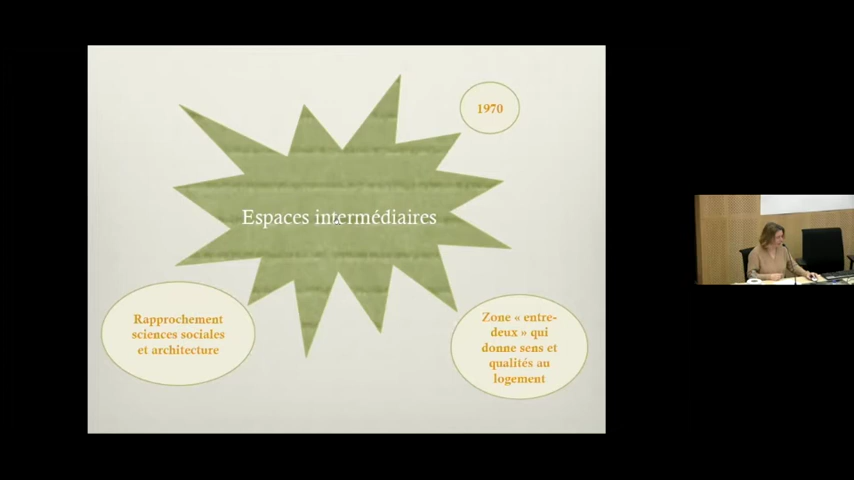 1970
Espaces intermédiaires
Rapprochement
sciences sociales
et architecture
Zone « entre-
deux » qui
donne sens et
qualités au
logement